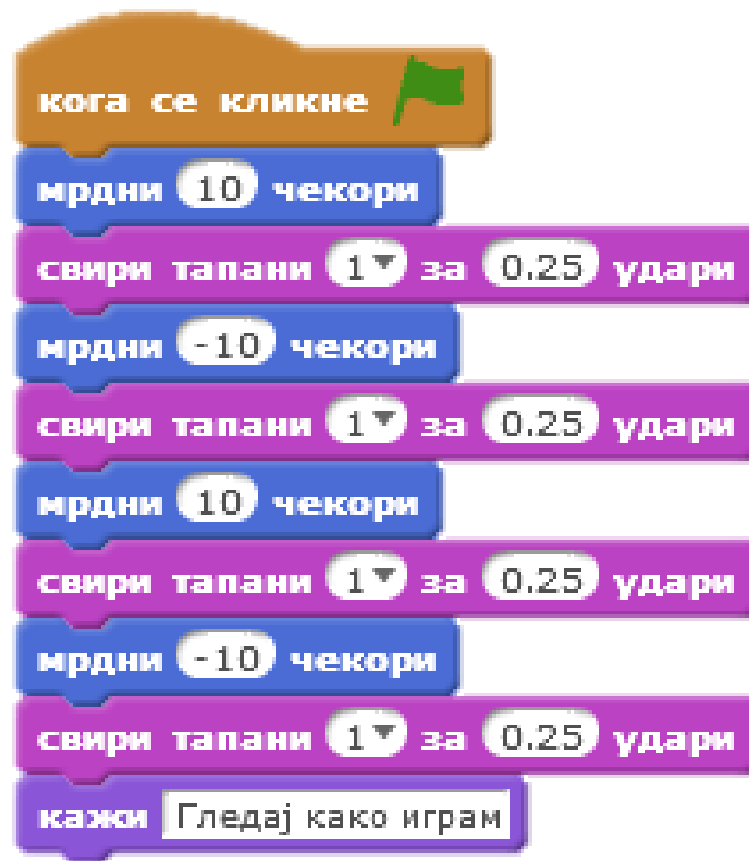 кога се кликне
мрдни 10 чекори
свири тапани 1 за 0.25 удари
мрдни -10 чекори
свири тапани 1 за 0.25 удари
мрдни 10 чекори
свири тапани 1 за 0.25 удари
мрдни -10 чекори
свири тапани 1 за 0.25 удари
кажи Гледај како играм